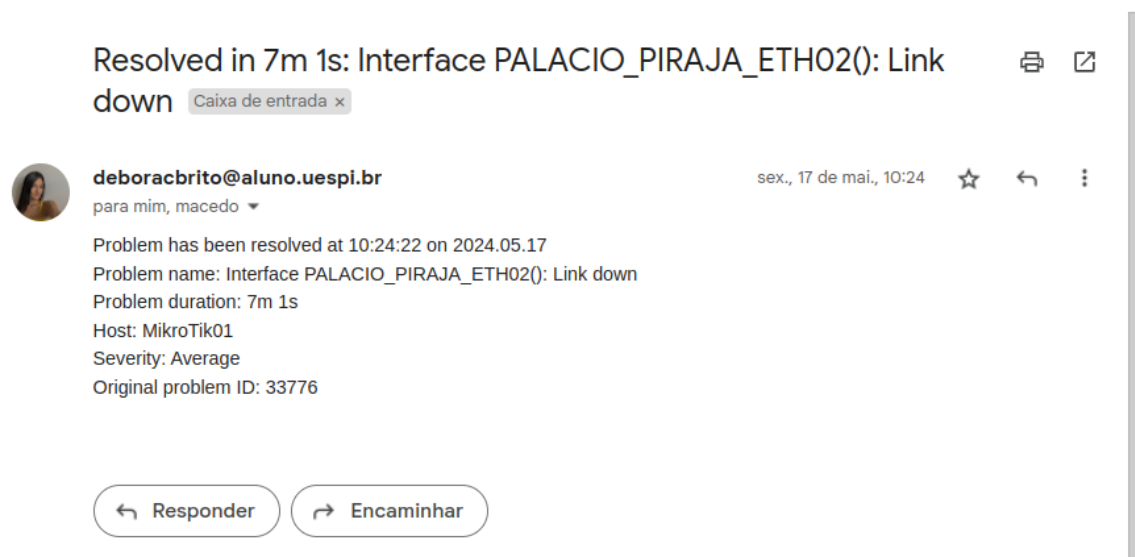 Resolved in 7m 1s: Interface PALACIO_PIRAJA_ETH02(): Link
down Caixa de entrada ×
deboracbrito@aluno.uespi.br sex., 17 de mai., 10:24
para mim, macedo
Problem has been resolved at 10:24:22 on 2024.05.17
Problem name: Interface PALACIO_PIRAJA_ETH02(): Link down
Problem duration: 7m 1s
Host: MikroTik01
Severity: Average
Original problem ID: 33776
Responder Encaminhar